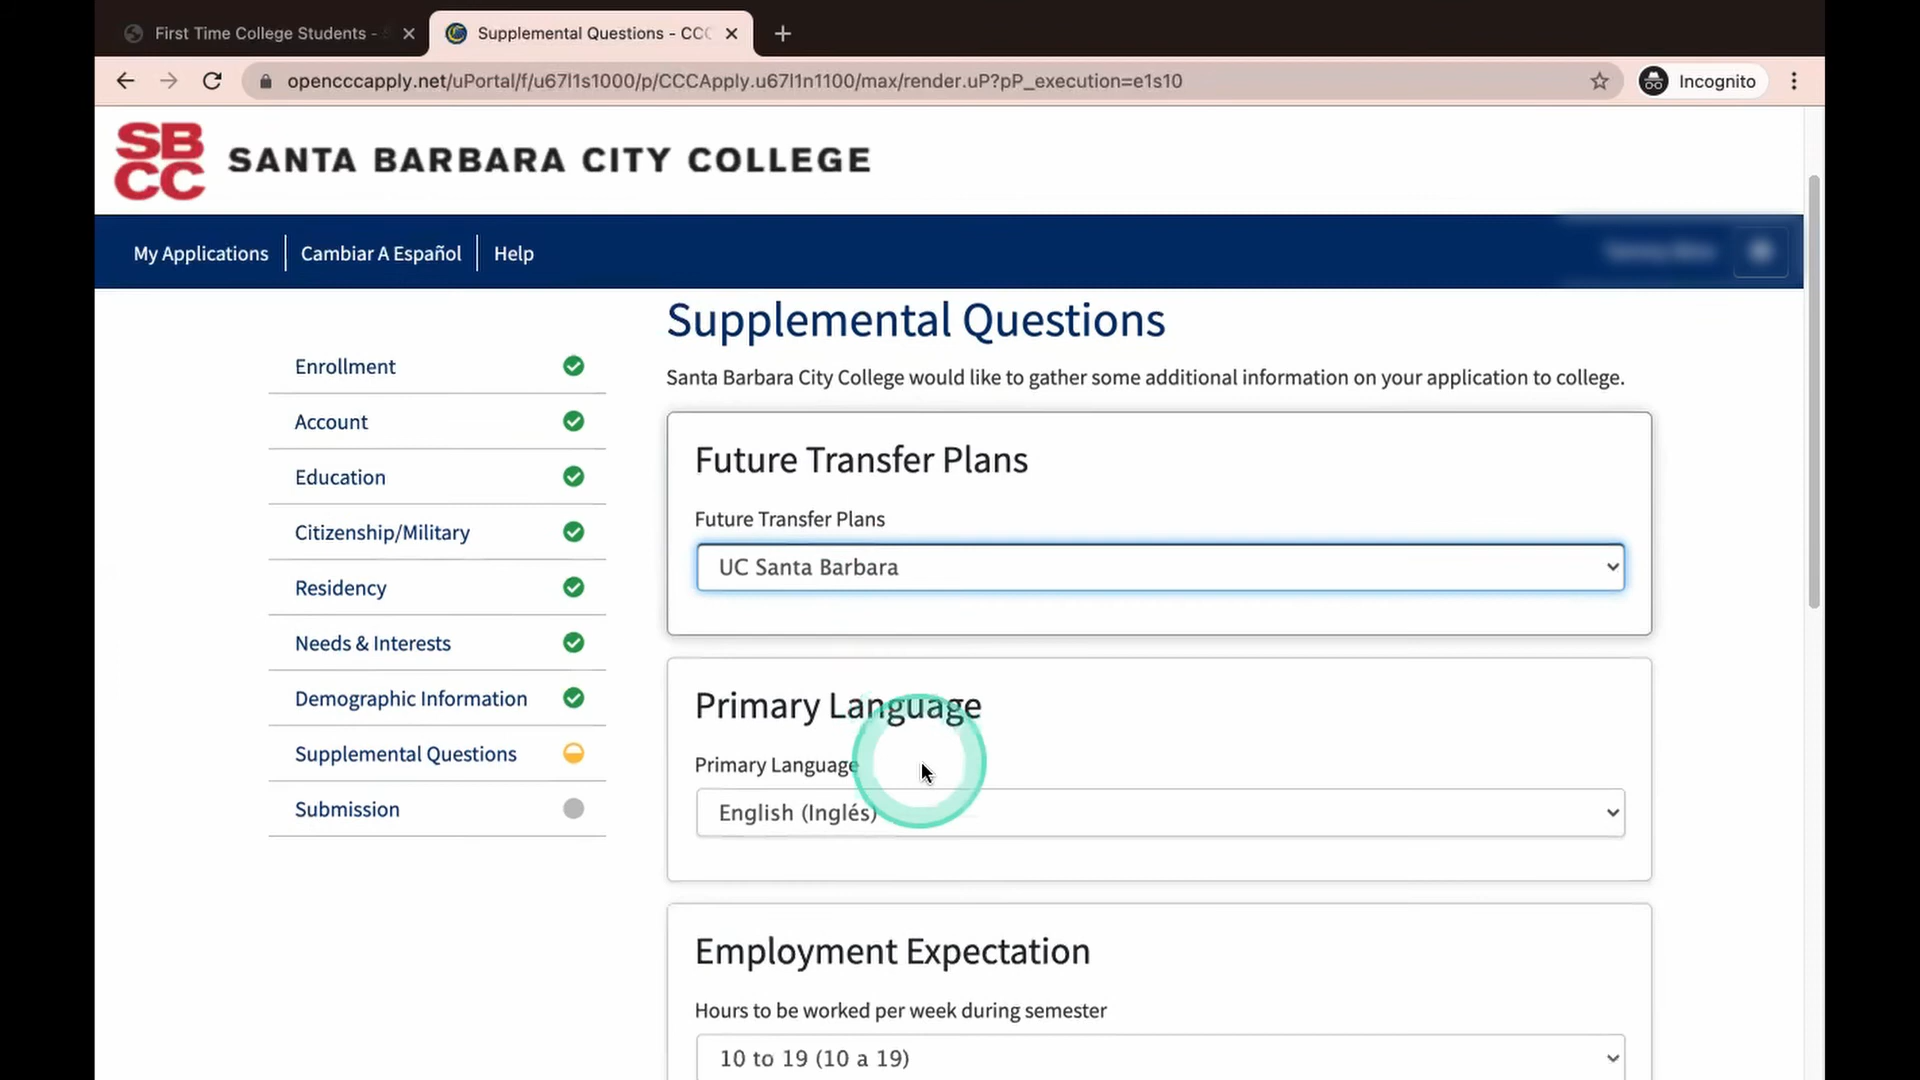 First Time College Students -
Supplemental Questions - CCC
opencccapply.net/uPortal/f/u67l1s1000/p/CCCApply.u67l1n1100/max/render.uP?pP_execution=e1s10
Incognito
SB
CC
SANTA BARBARA CITY COLLEGE
My Applications
Cambiar A Español
Help
Supplemental Questions
Santa Barbara City College would like to gather some additional information on your application to college.
Enrollment
Account
Education
Citizenship/Military
Residency
Needs & Interests
Demographic Information
Supplemental Questions
Submission
Future Transfer Plans
Future Transfer Plans
UC Santa Barbara
Primary Language
Primary Language
English (Inglés)
Employment Expectation
Hours to be worked per week during semester
10 to 19 (10 a 19)